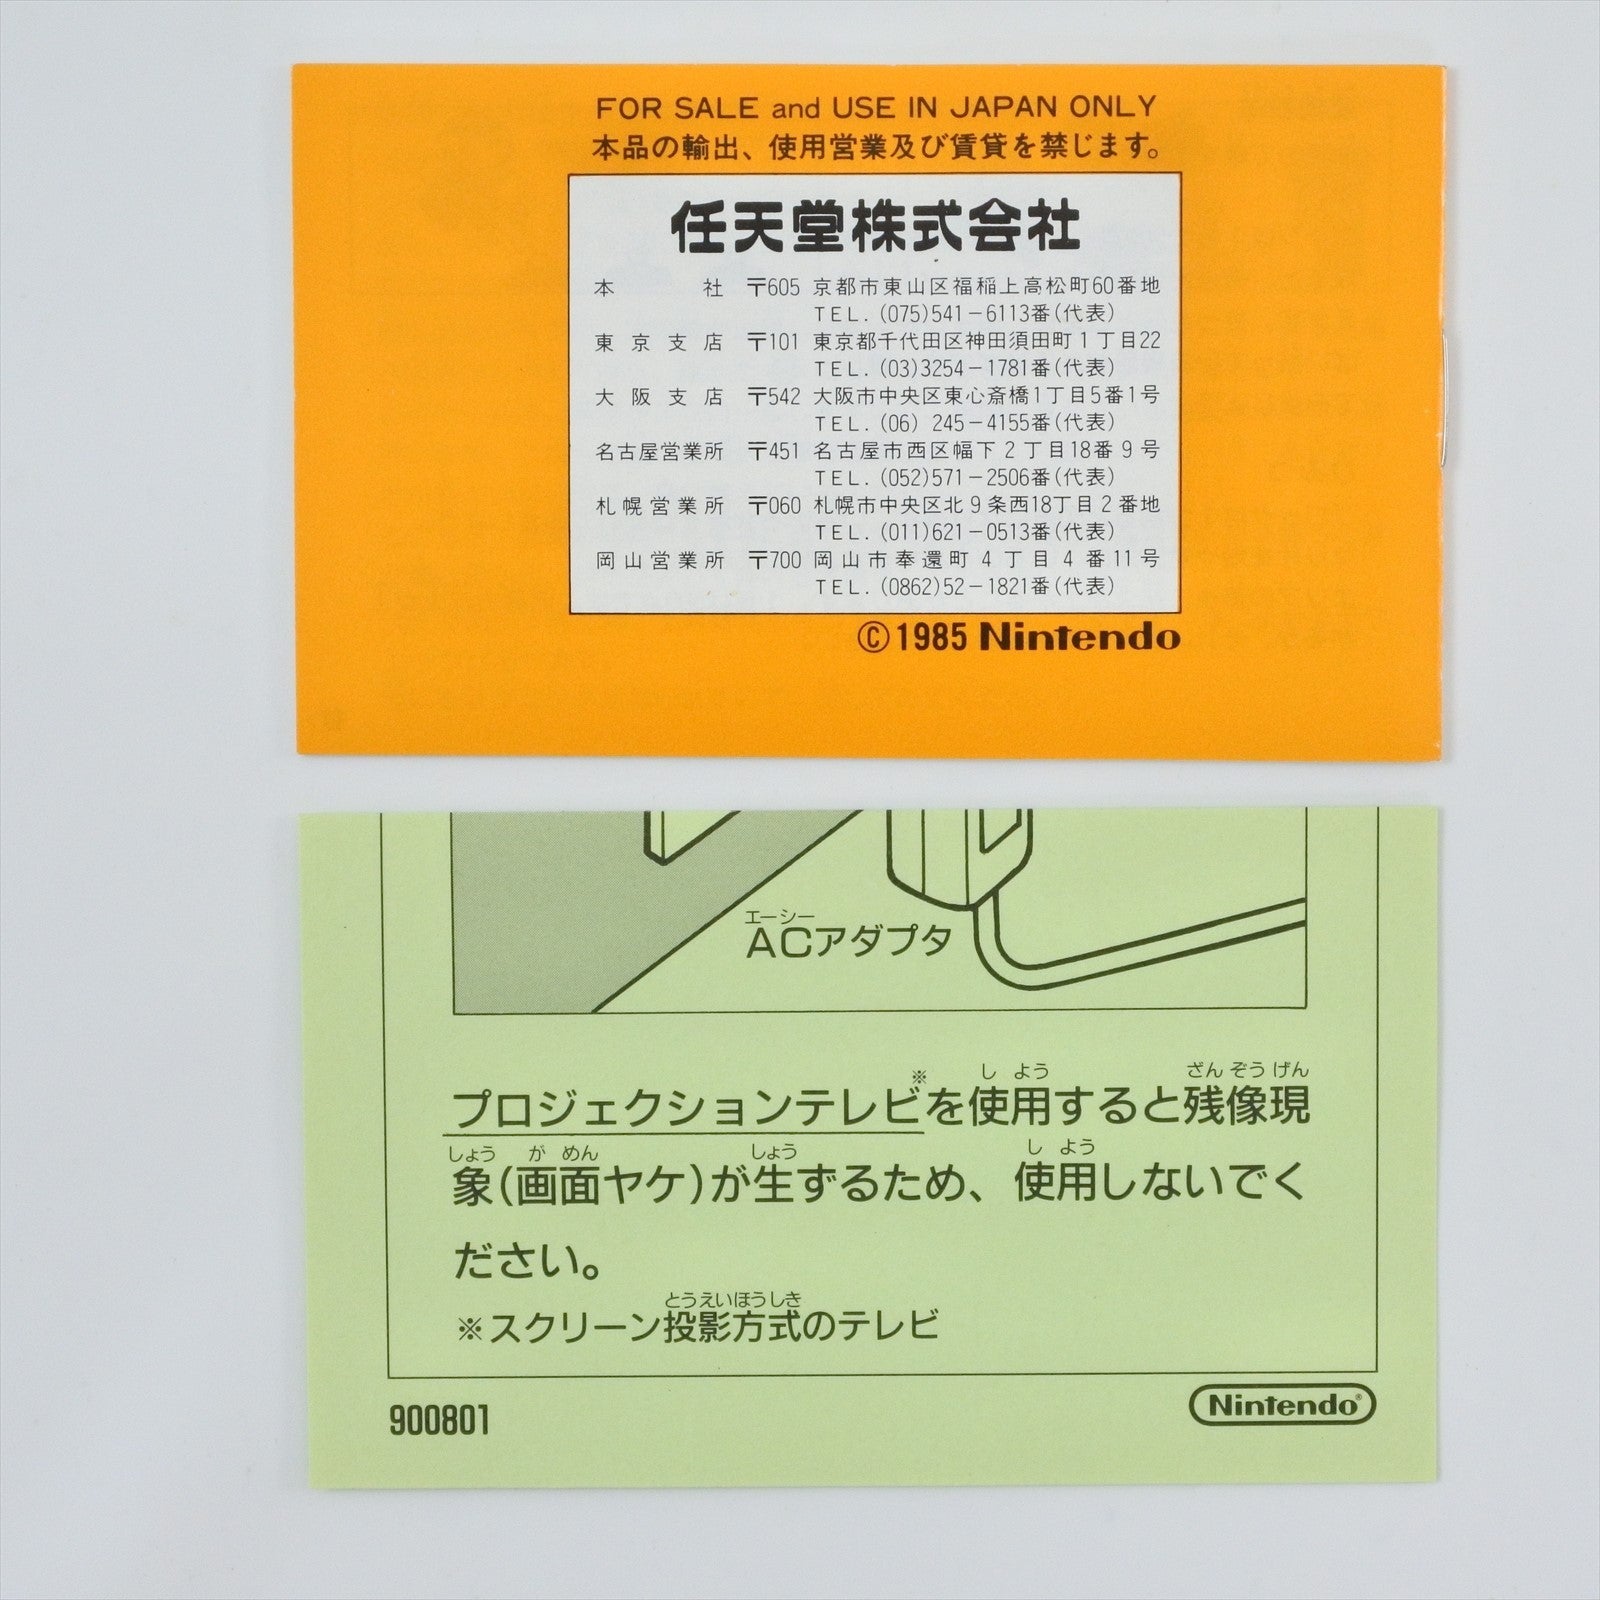 FOR SALE and USE IN JAPAN ONLY
本品の輸出、使用営業及び賃貸を禁じます。
任天堂株式会社
本社 〒605 京都市東山区福稲上高松町60番地
TEL. (075)541-6113番(代表)
東京支店 〒101 東京都千代田区神田須田町1丁目22
TEL. (03)3254-1781番(代表)
大阪支店 〒542 大阪市中央区東心斎橋1丁目5番1号
TEL. (06) 245-4155番(代表)
名古屋営業所 〒451 名古屋市西区幅下2丁目18番9号
TEL. (052)571-2506番(代表)
札幌営業所 〒060 札幌市中央区北9条西18丁目2番地
TEL. (011)621-0513番(代表)
岡山営業所 〒700 岡山市奉還町4丁目4番11号
TEL. (0862)52-1821番(代表)
©1985 Nintendo
エーシー
ACアダプタ
し よう ざん ぞう げん
プロジェクションテレビ※を使用すると残像現
しょう が めん しょう し よう
象(画面ヤケ)が生ずるため、使用しないでく
ださい。
とうえいほうしき
※スクリーン投影方式のテレビ
900801
Nintendo®